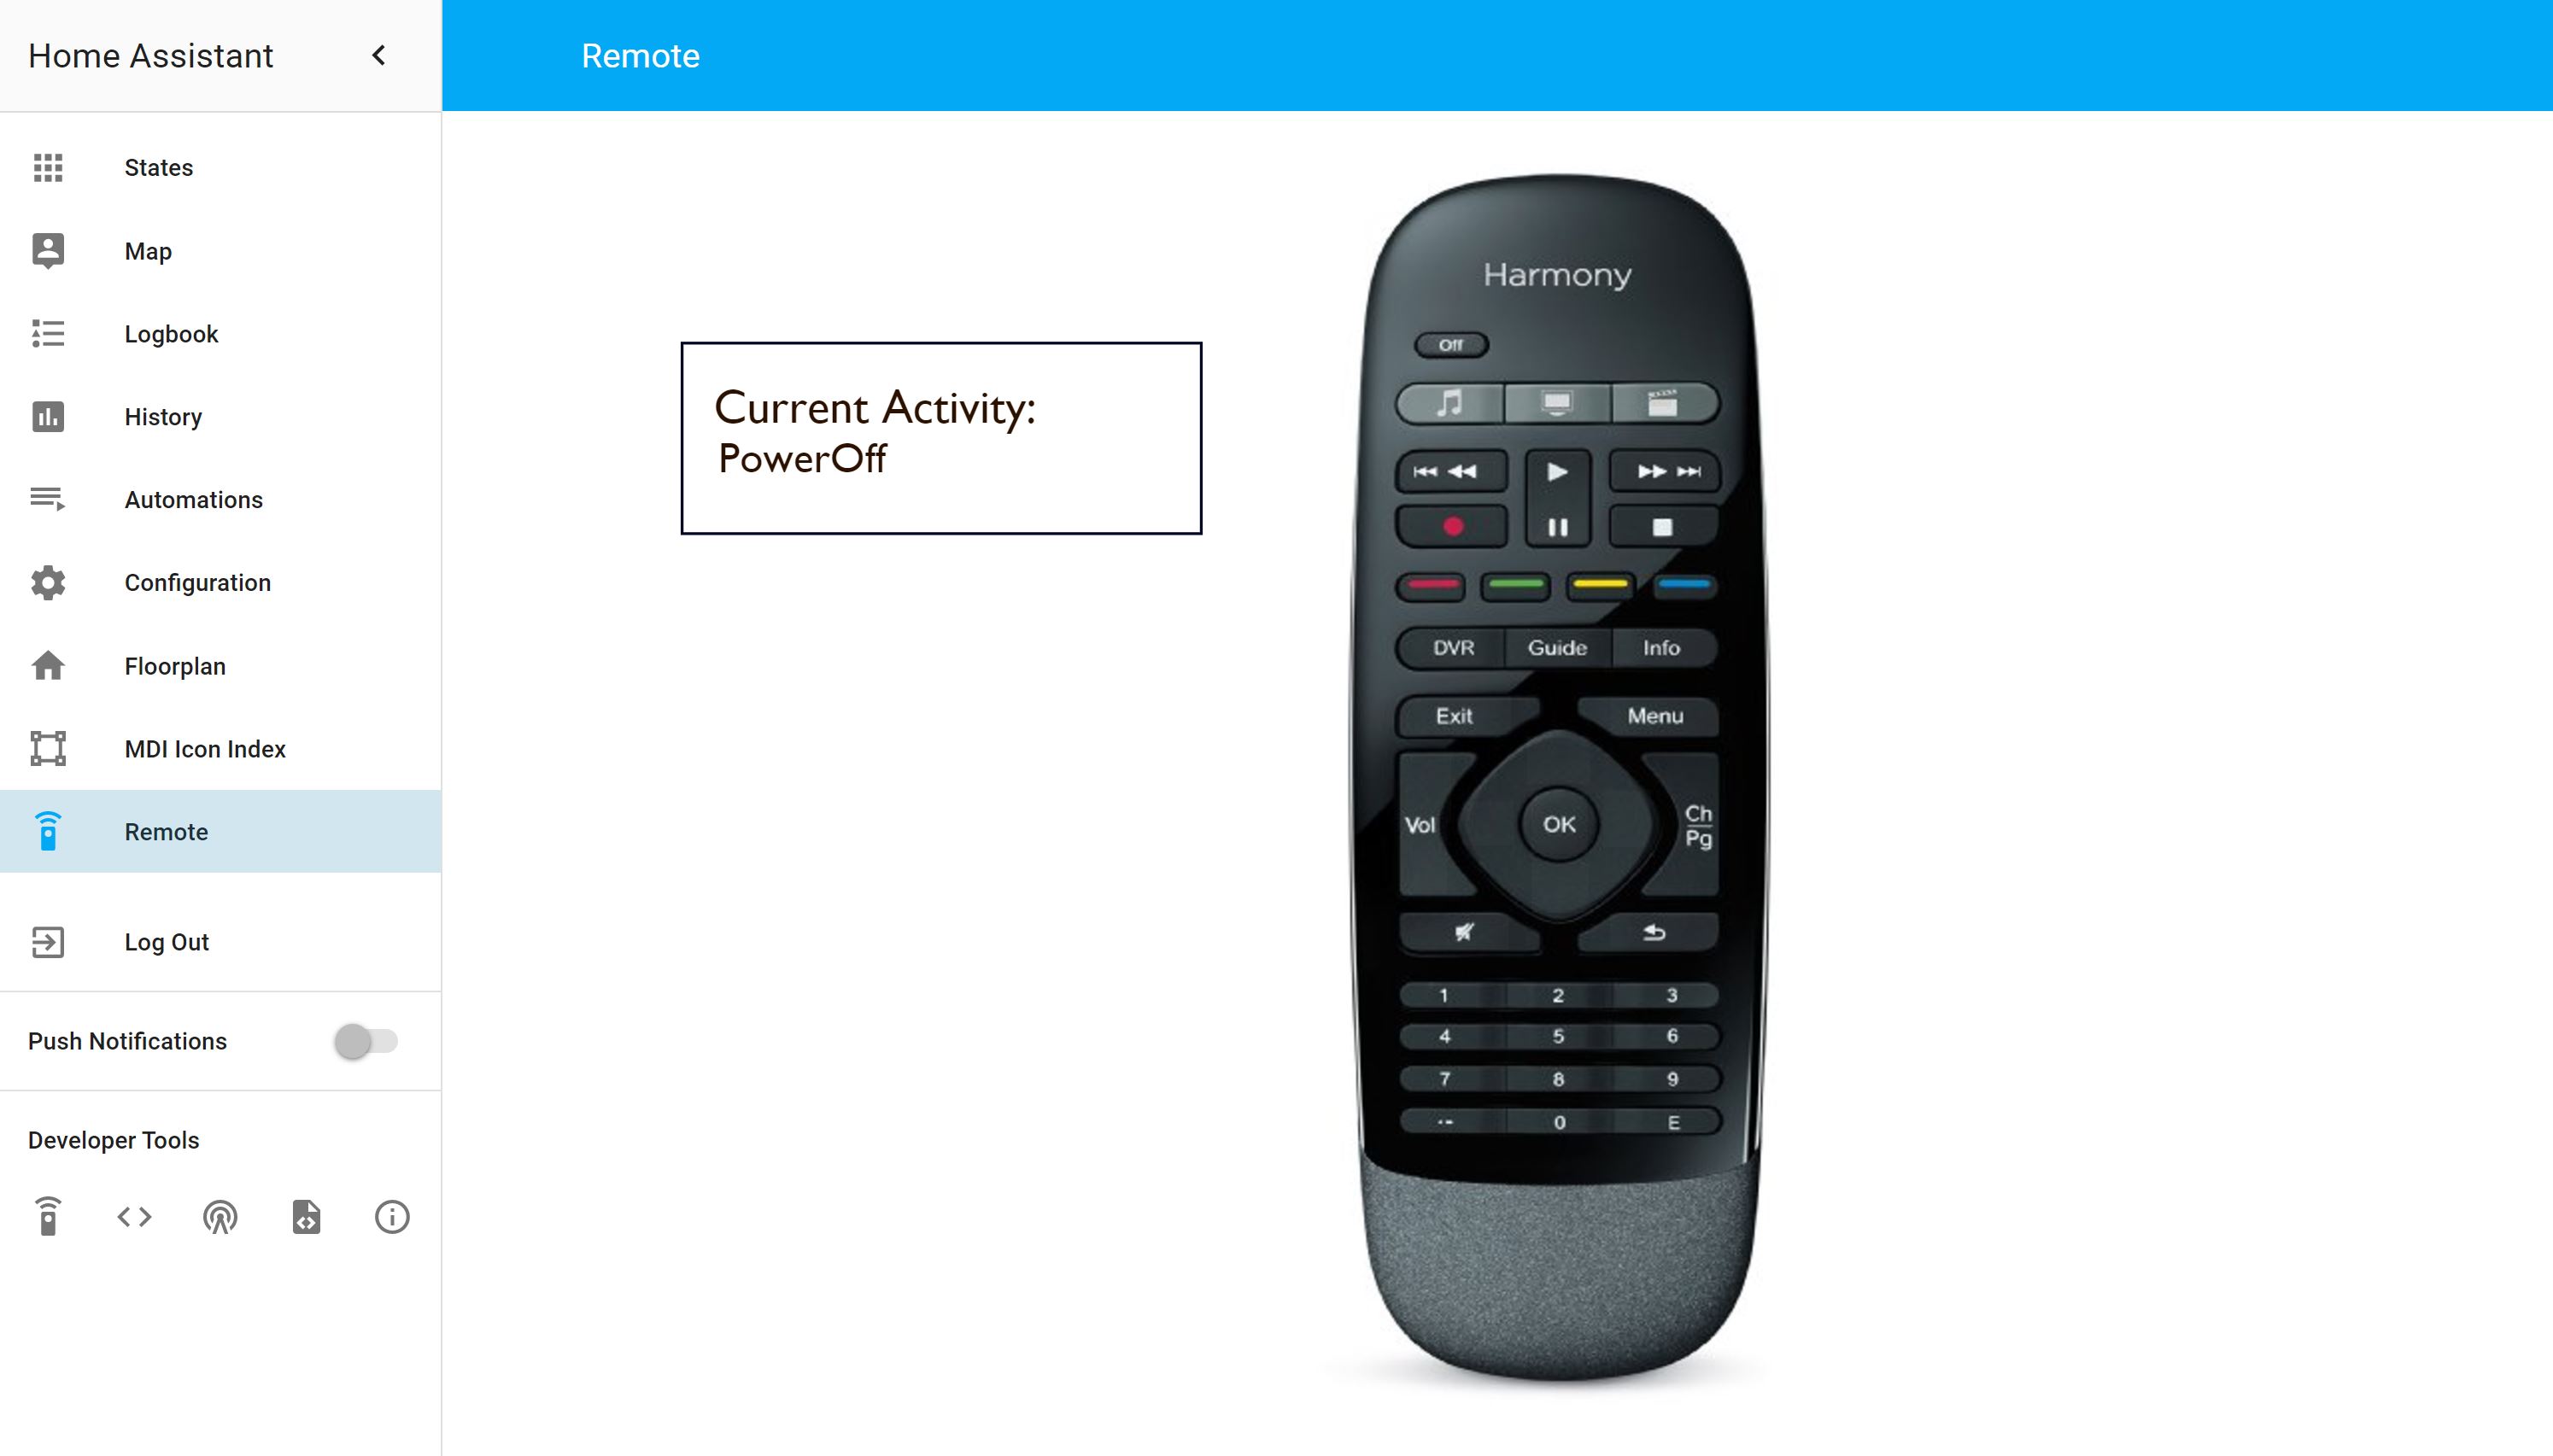 Home Assistant
Remote
States
Map
Logbook
History
Automations
Configuration
Floorplan
MDI Icon Index
Remote
Log Out
Push Notifications
Developer Tools
Current Activity:
PowerOff
Harmony
Off
DVR Guide Info
Exit Menu
Vol OK Ch
Pg
1 2 3
4 5 6
7 8 9
·- 0 E